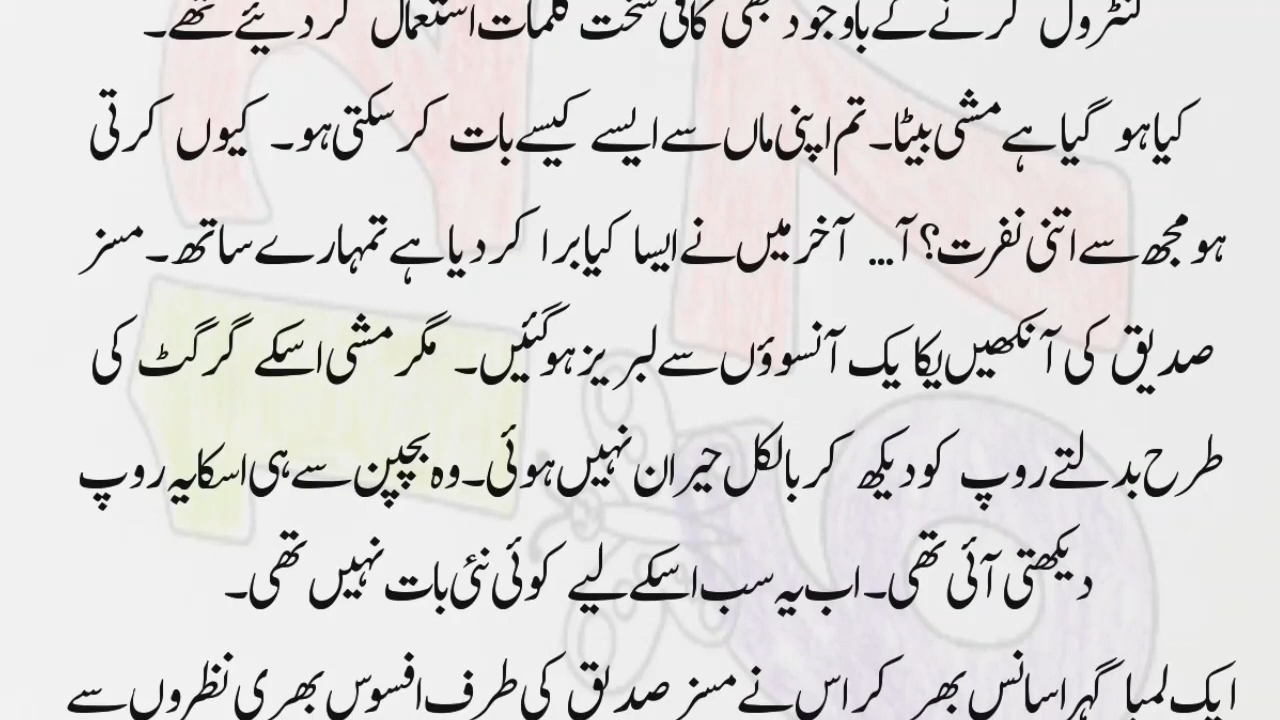 کنٹرول کرنے کے باوجود بھی کافی سخت کلمات استعمال کر دیئے تھے۔
کیا ہو گیا ہے مشی بیٹا۔ تم اپنی ماں سے ایسے کیسے بات کر سکتی ہو۔ کیوں کرتی
ہو مجھ سے اتنی نفرت؟ آ... آخر میں نے ایسا کیا برا کر دیا ہے تمہارے ساتھ۔ مسز
صدیق کی آنکھیں یکایک آنسوؤں سے لبریز ہو گئیں۔ مگر مشی اسکے گرگٹ کی
طرح بدلتے روپ کو دیکھ کر بالکل حیران نہیں ہوئی۔ وہ بچپن سے ہی اسکا یہ روپ
دیکھتی آئی تھی۔ اب یہ سب اسکے لیے کوئی نئی بات نہیں تھی۔
ایک لمبا گہرا سانس بھر کر اس نے مسز صدیق کی طرف افسوس بھری نظروں سے